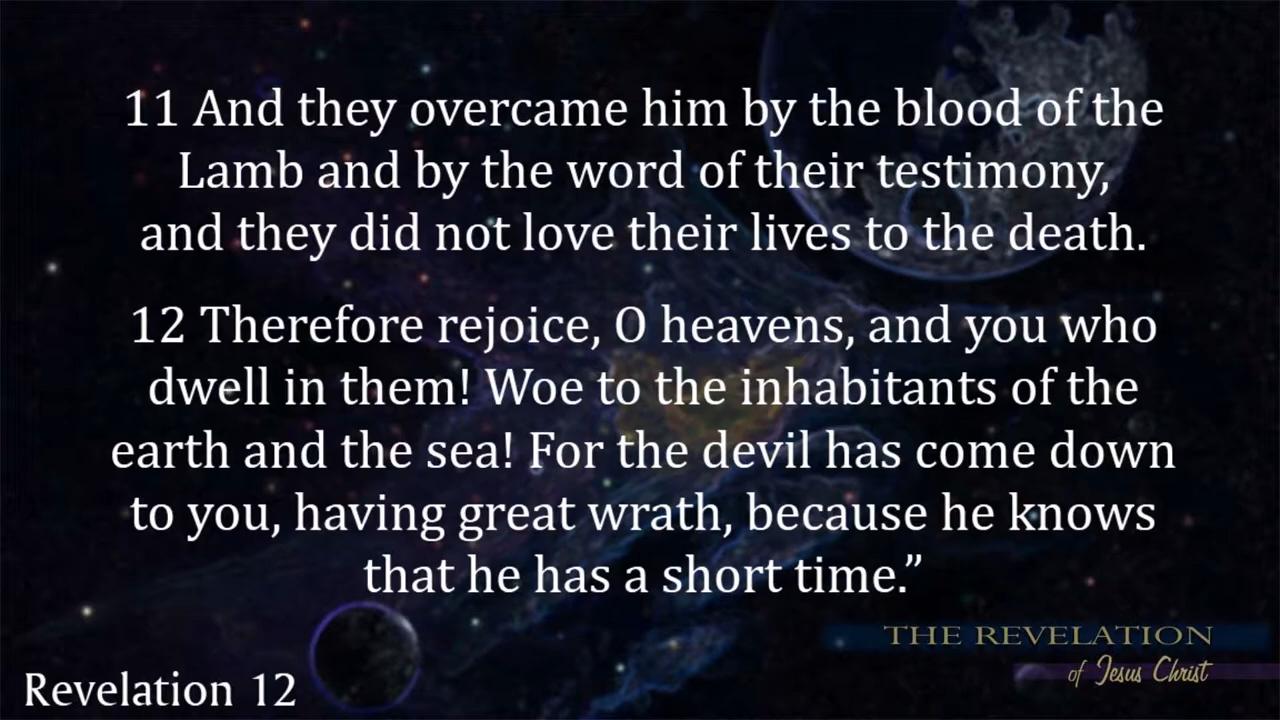 11 And they overcame him by the blood of the
Lamb and by the word of their testimony,
and they did not love their lives to the death.
12 Therefore rejoice, O heavens, and you who
dwell in them! Woe to the inhabitants of the
earth and the sea! For the devil has come down
to you, having great wrath, because he knows
that he has a short time.”
THE REVELATION
of Jesus Christ
Revelation 12